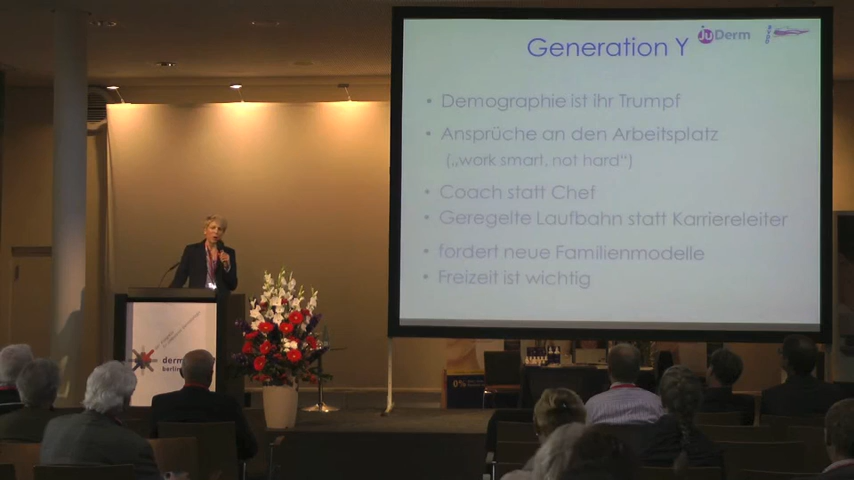 Generation Y
JuDerm
• Demographie ist ihr Trumpf
• Ansprüche an den Arbeitsplatz
(„work smart, not hard")
• Coach statt Chef
• Geregelte Laufbahn statt Karriereleiter
• fordert neue Familienmodelle
• Freizeit ist wichtig
derm
berlin
0%